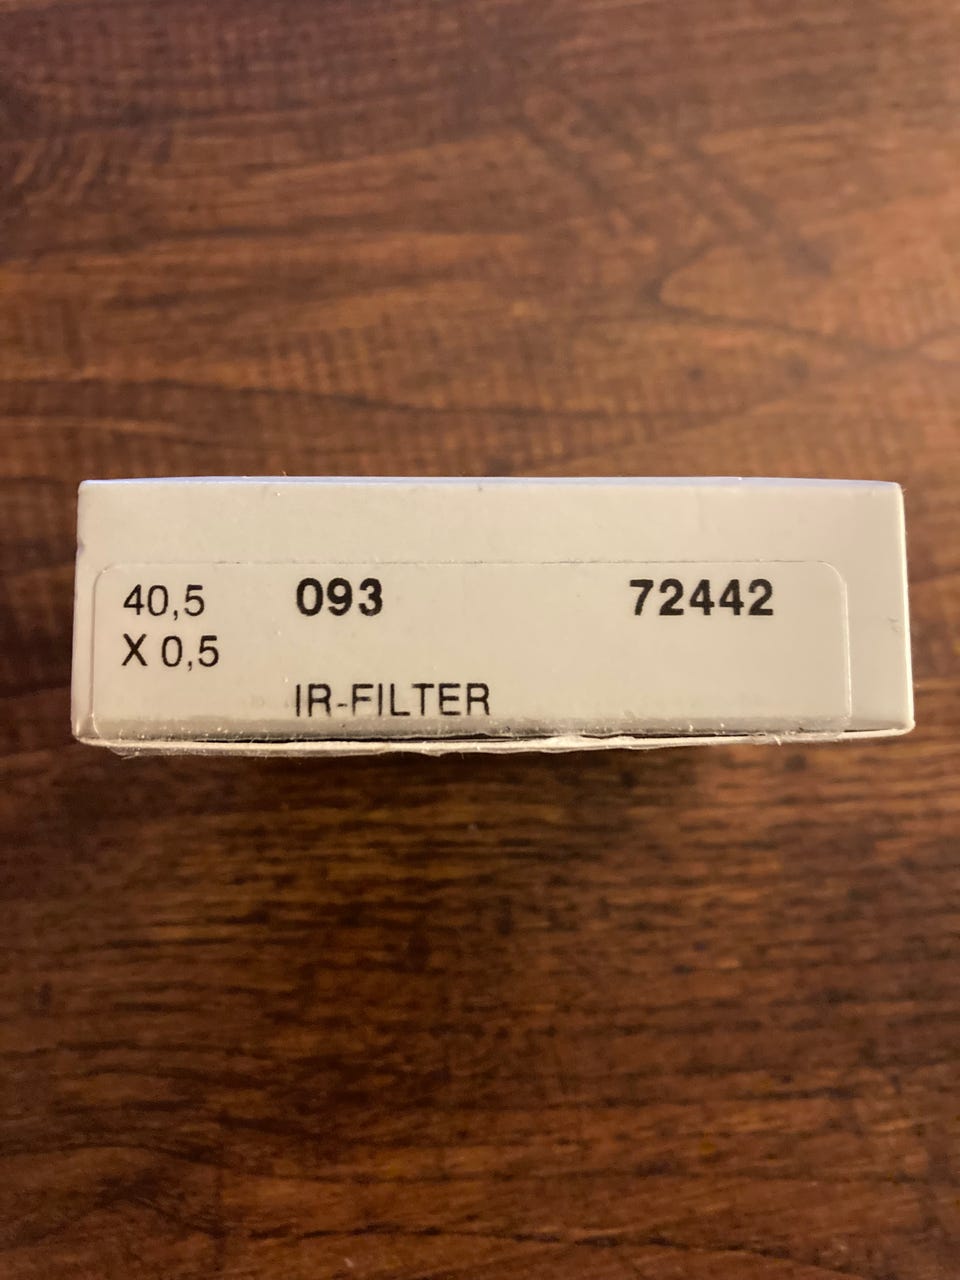 40,5 093 72442
X 0,5
IR-FILTER